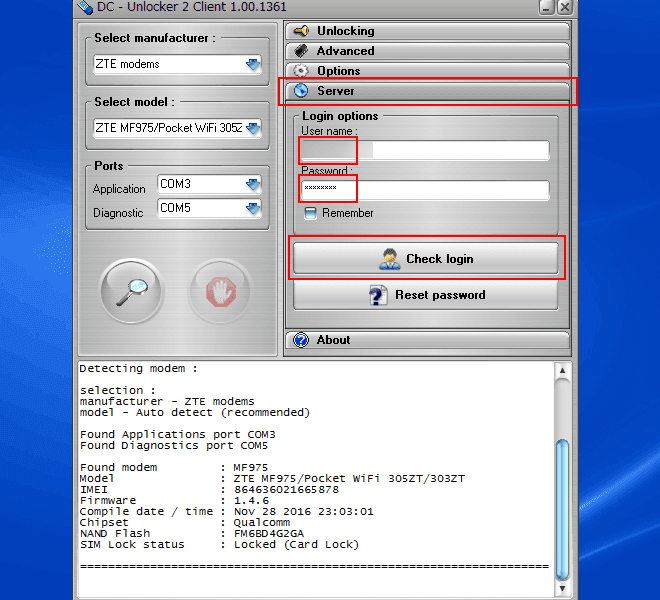 DC - Unlocker 2 Client 1.00.1361
Select manufacturer :
ZTE modems
Select model :
ZTE MF975/Pocket WiFi 305Z
Ports
Application COM3
Diagnostic COM5
Unlocking
Advanced
Options
Server
Login options
User name :
Password :
xxxxxxxx
Remember
Check login
Reset password
About
Detecting modem :
selection :
manufacturer - ZTE modems
model - Auto detect (recommended)
Found Applications port COM3
Found Diagnostics port COM5
Found modem : MF975
Model : ZTE MF975/Pocket WiFi 305ZT/303ZT
IMEI : 864636021665878
Firmware : 1.4.6
Compile date / time : Nov 28 2016 23:03:01
Chipset : Qualcomm
NAND Flash : FM6BD4G2GA
SIM Lock status : Locked (Card Lock)
===================================================================